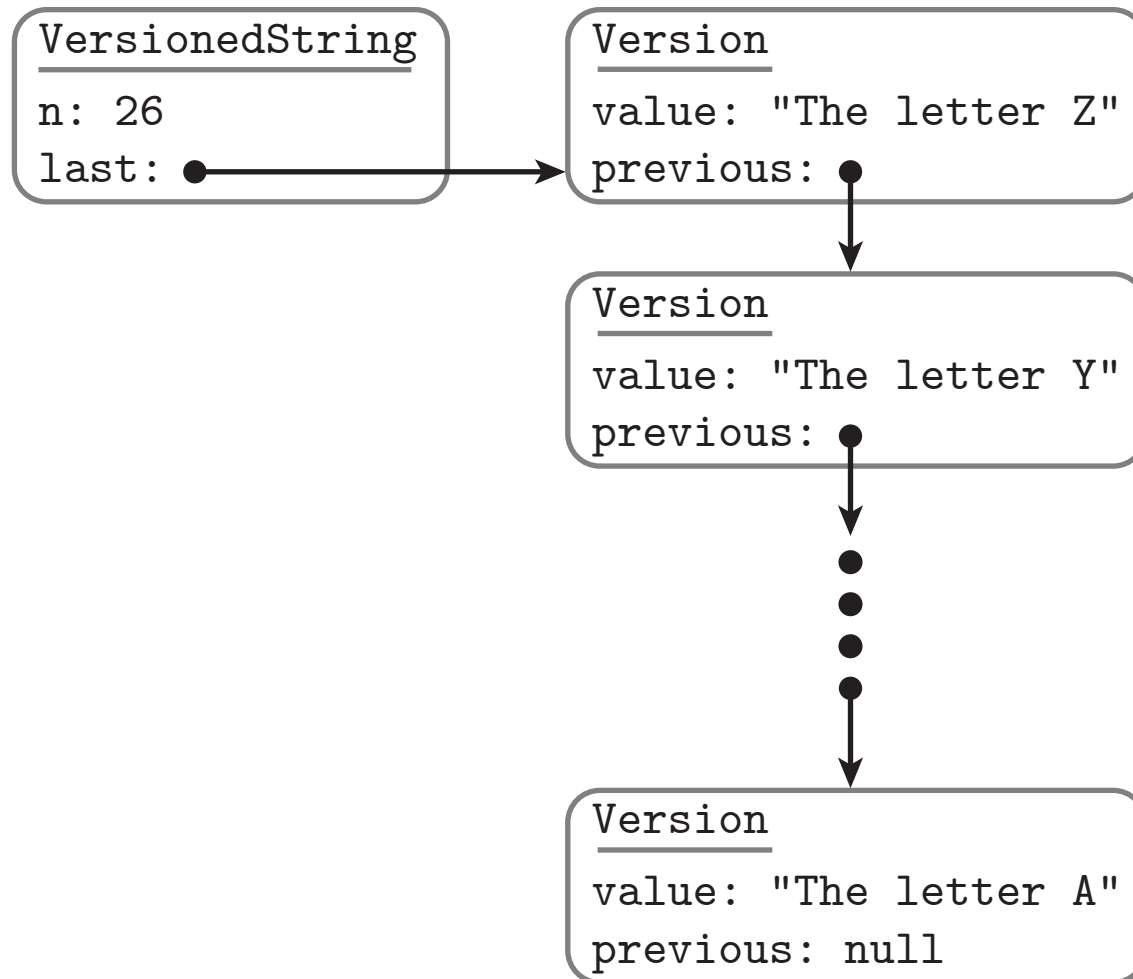 VersionedString
n: 26
last:
Version
value: "The letter Z"
previous:
Version
value: "The letter Y"
previous:
Version
value: "The letter A"
previous: null